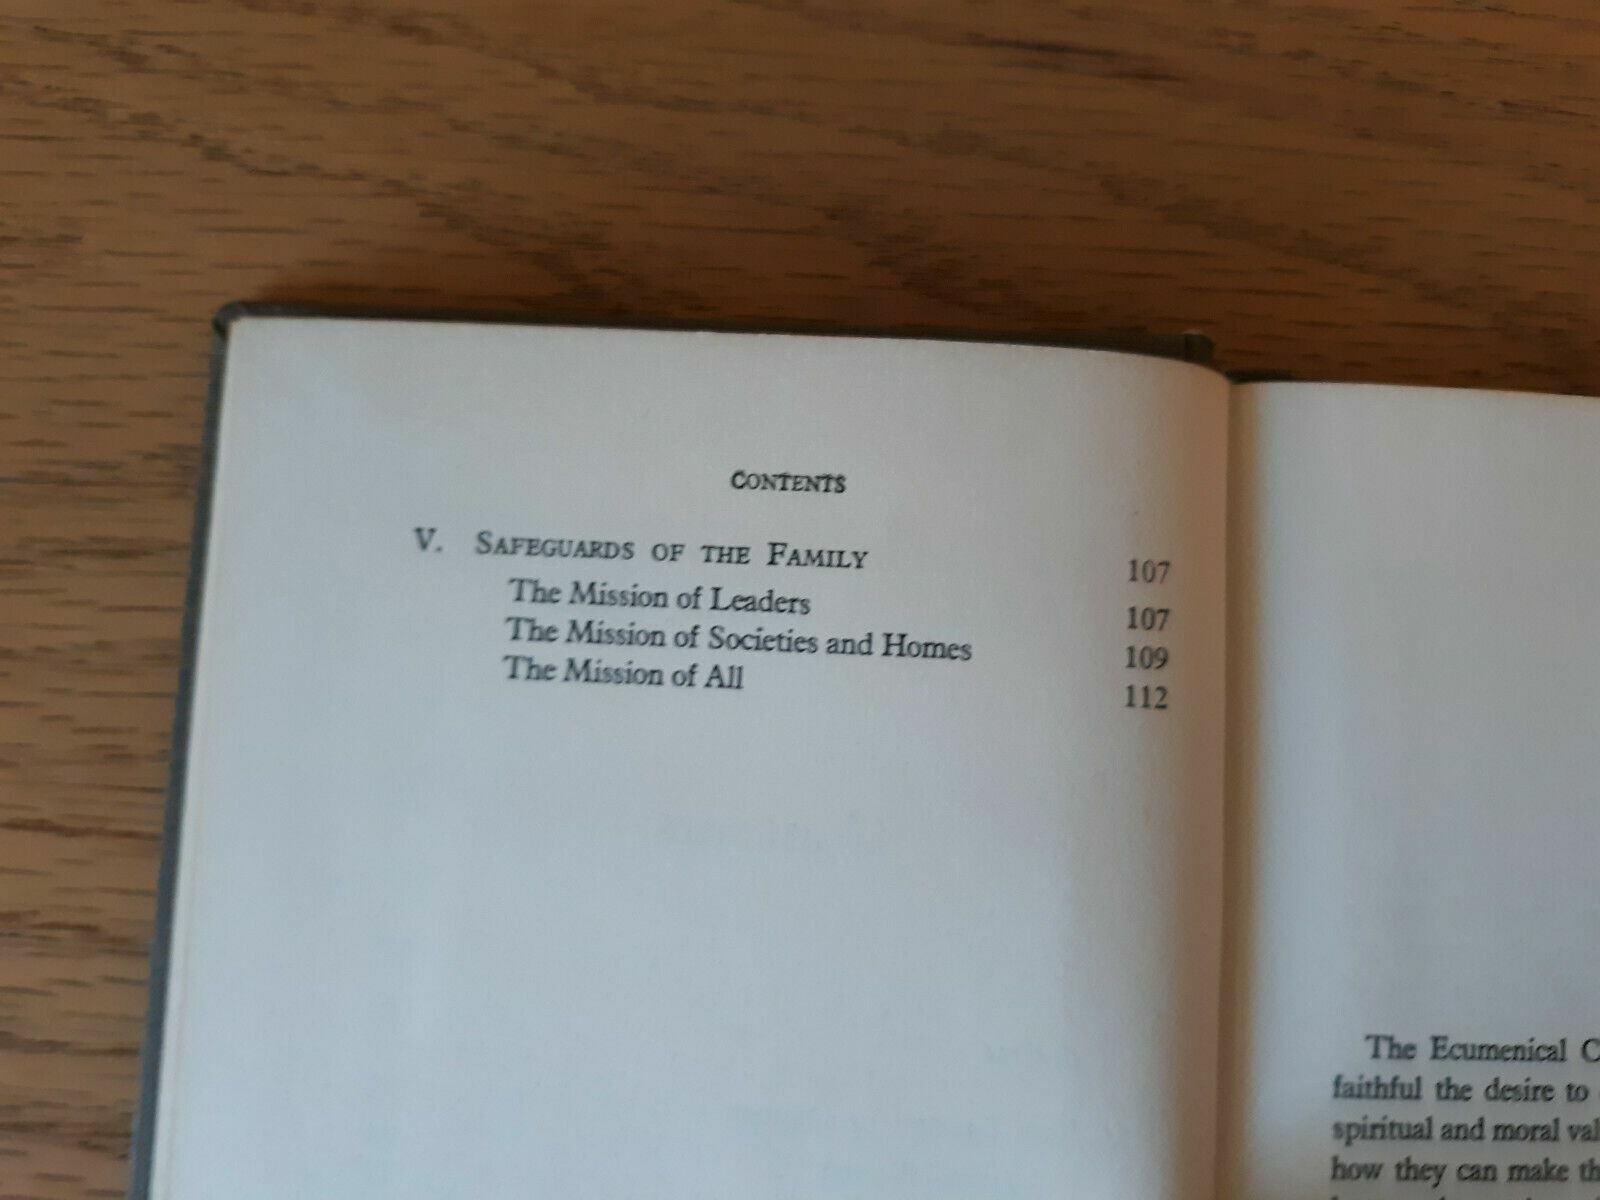 CONTENTS
V. SAFEGUARDS OF THE FAMILY 107
The Mission of Leaders 107
The Mission of Societies and Homes 109
The Mission of All 112
The Ecumenical C
faithful the desire to
spiritual and moral val
how they can make th